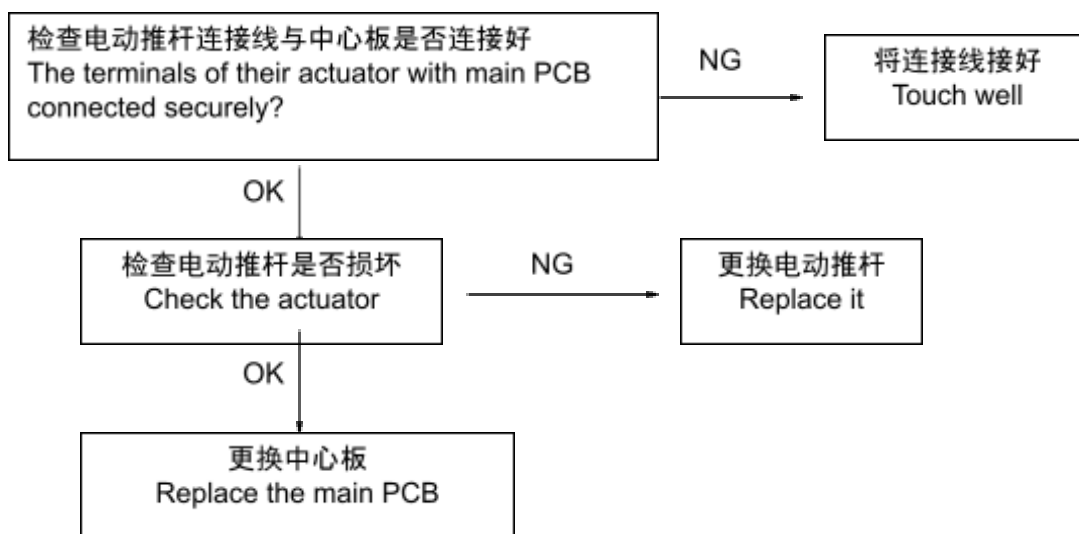 检查电动推杆连接线与中心板是否连接好
The terminals of their actuator with main PCB
connected securely?
NG
将连接线接好
Touch well
OK
检查电动推杆是否损坏
Check the actuator
NG
更换电动推杆
Replace it
OK
更换中心板
Replace the main PCB